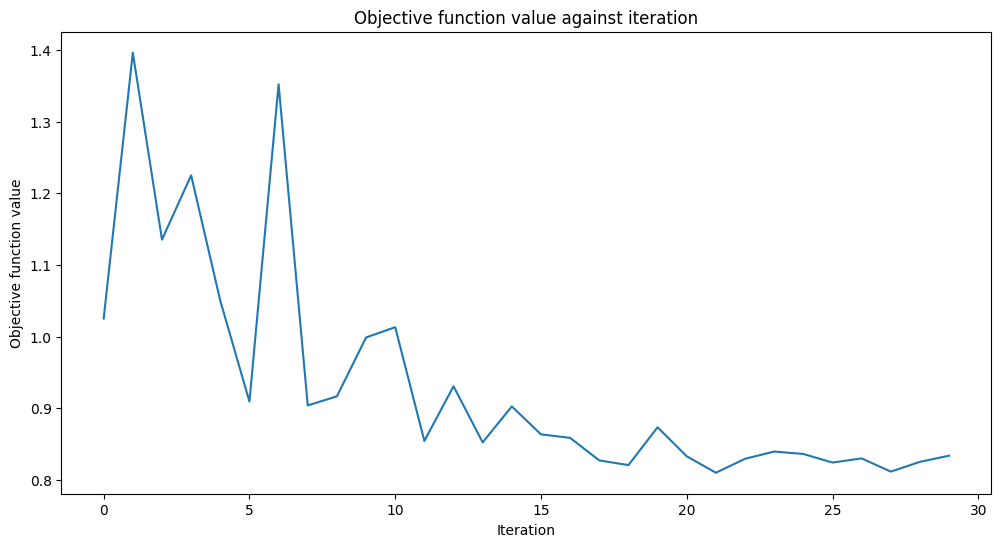 Objective function value against iteration
1.4
1.3
1.2
1.1
1.0
0.9
0.8
Objective function value
0 5 10 15 20 25 30
Iteration